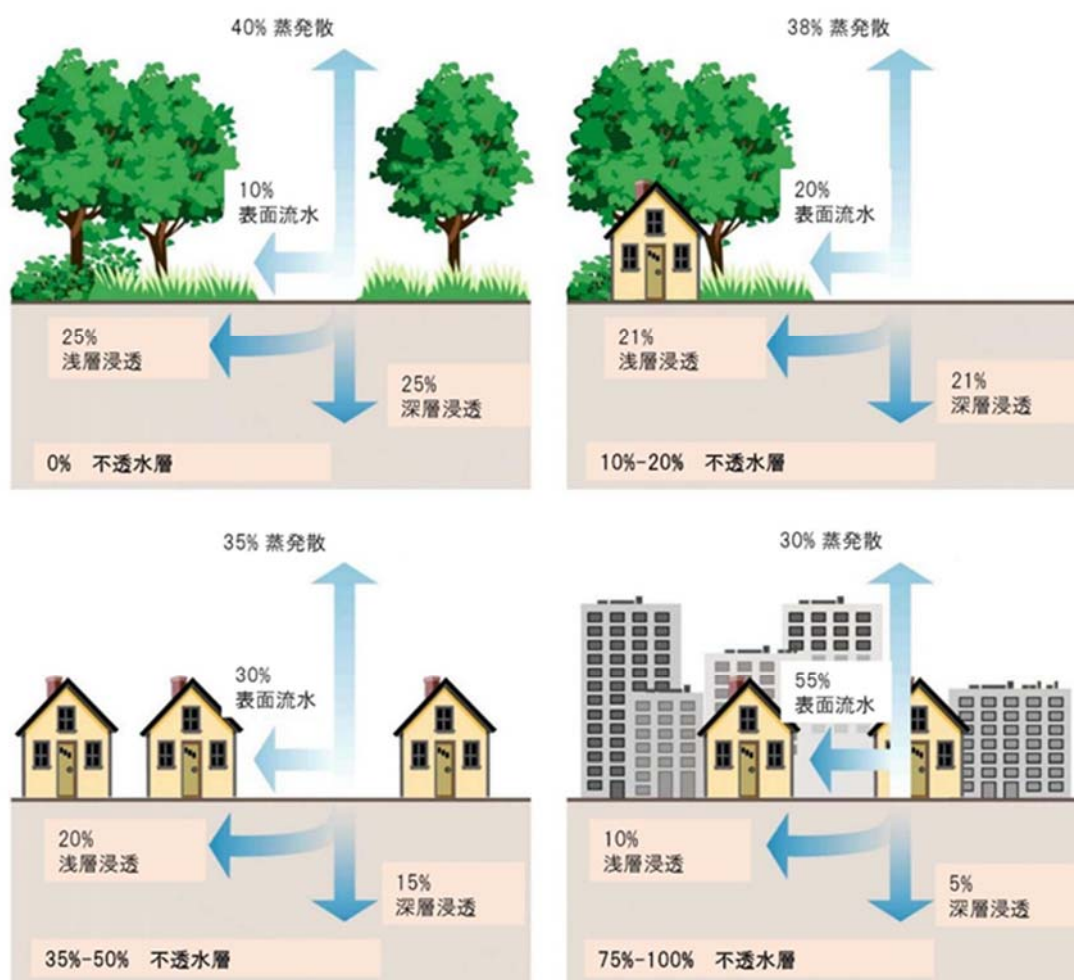 40% 蒸発散
10%
表面流水
25%
浅層浸透
25%
深層浸透
0% 不透水層
38% 蒸発散
20%
表面流水
21%
浅層浸透
21%
深層浸透
10%-20% 不透水層
35% 蒸発散
30%
表面流水
20%
浅層浸透
15%
深層浸透
35%-50% 不透水層
30% 蒸発散
55%
表面流水
10%
浅層浸透
5%
深層浸透
75%-100% 不透水層